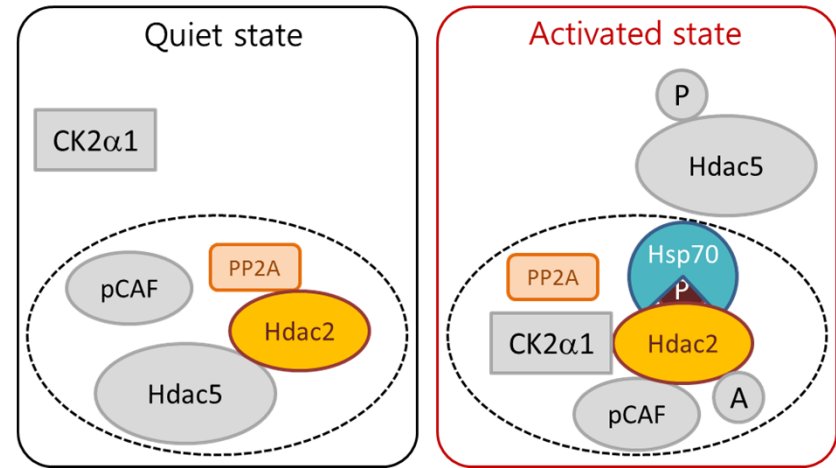 Quiet state
CK2α1
pCAF
PP2A
Hdac2
Hdac5
Activated state
P
Hdac5
Hsp70
P
PP2A
CK2α1
Hdac2
pCAF
A